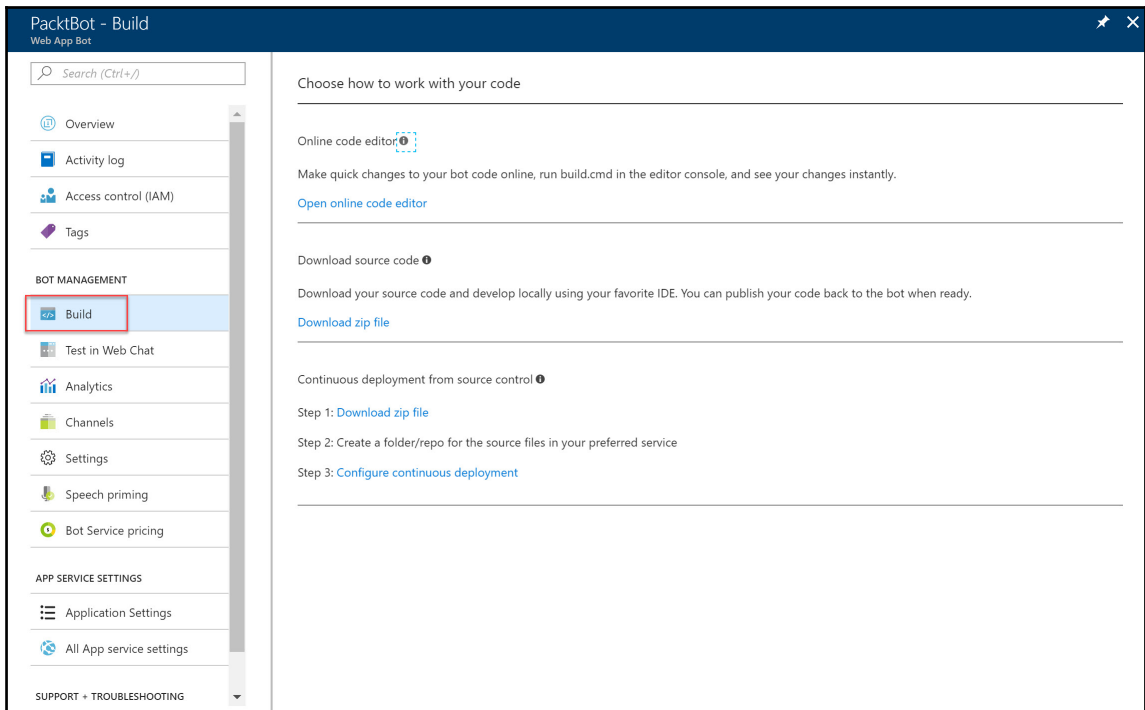 PacktBot - Build
Web App Bot
Search (Ctrl+/)
Overview
Activity log
Access control (IAM)
Tags
BOT MANAGEMENT
Build
Test in Web Chat
Analytics
Channels
Settings
Speech priming
Bot Service pricing
APP SERVICE SETTINGS
Application Settings
All App service settings
SUPPORT + TROUBLESHOOTING
Choose how to work with your code
Online code editor
Make quick changes to your bot code online, run build.cmd in the editor console, and see your changes instantly.
Open online code editor
Download source code
Download your source code and develop locally using your favorite IDE. You can publish your code back to the bot when ready.
Download zip file
Continuous deployment from source control
Step 1: Download zip file
Step 2: Create a folder/repo for the source files in your preferred service
Step 3: Configure continuous deployment